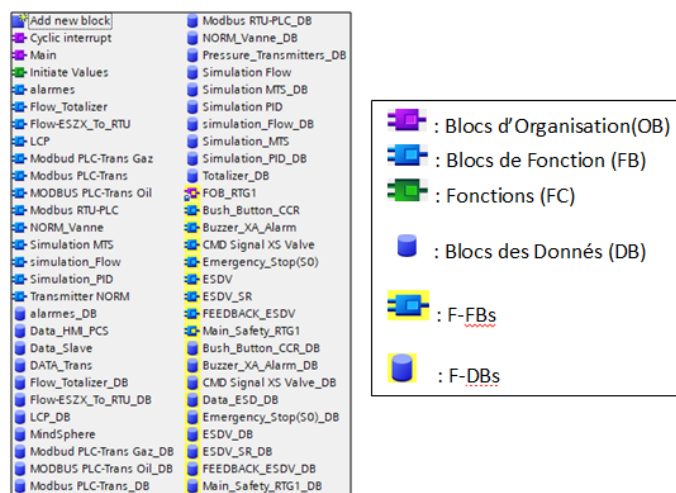 Add new block
Cyclic interrupt
Main
Initiate Values
alarmes
Flow_Totalizer
Flow-ESZX_To_RTU
LCP
Modbud PLC-Trans Gaz
Modbus PLC-Trans
MODBUS PLC-Trans Oil
Modbus RTU-PLC
NORM_Vanne
Simulation MTS
simulation_Flow
Simulation_PID
Transmitter NORM
alarmes_DB
Data_HMI_PCS
Data_Slave
DATA_Trans
Flow_Totalizer_DB
Flow-ESZX_To_RTU_DB
LCP_DB
MindSphere
Modbud PLC-Trans Gaz_DB
MODBUS PLC-Trans Oil_DB
Modbus PLC-Trans_DB
Modbus RTU-PLC_DB
NORM_Vanne_DB
Pressure_Transmitters_DB
Simulation Flow
Simulation MTS_DB
Simulation PID
simulation_Flow_DB
Simulation_MTS
Simulation_PID_DB
Totalizer_DB
FOB_RTG1
Bush_Button_CCR
Buzzer_XA_Alarm
CMD Signal XS Valve
Emergency_Stop(S0)
ESDV
ESDV_SR
FEEDBACK_ESDV
Main_Safety_RTG1
Bush_Button_CCR_DB
Buzzer_XA_Alarm_DB
CMD Signal XS Valve_DB
Data_ESD_DB
Emergency_Stop(S0)_DB
ESDV_DB
ESDV_SR_DB
FEEDBACK_ESDV_DB
Main_Safety_RTG1_DB
: Blocs d'Organisation(OB)
: Blocs de Fonction (FB)
: Fonctions (FC)
: Blocs des Donnés (DB)
: F-FBs
: F-DBs